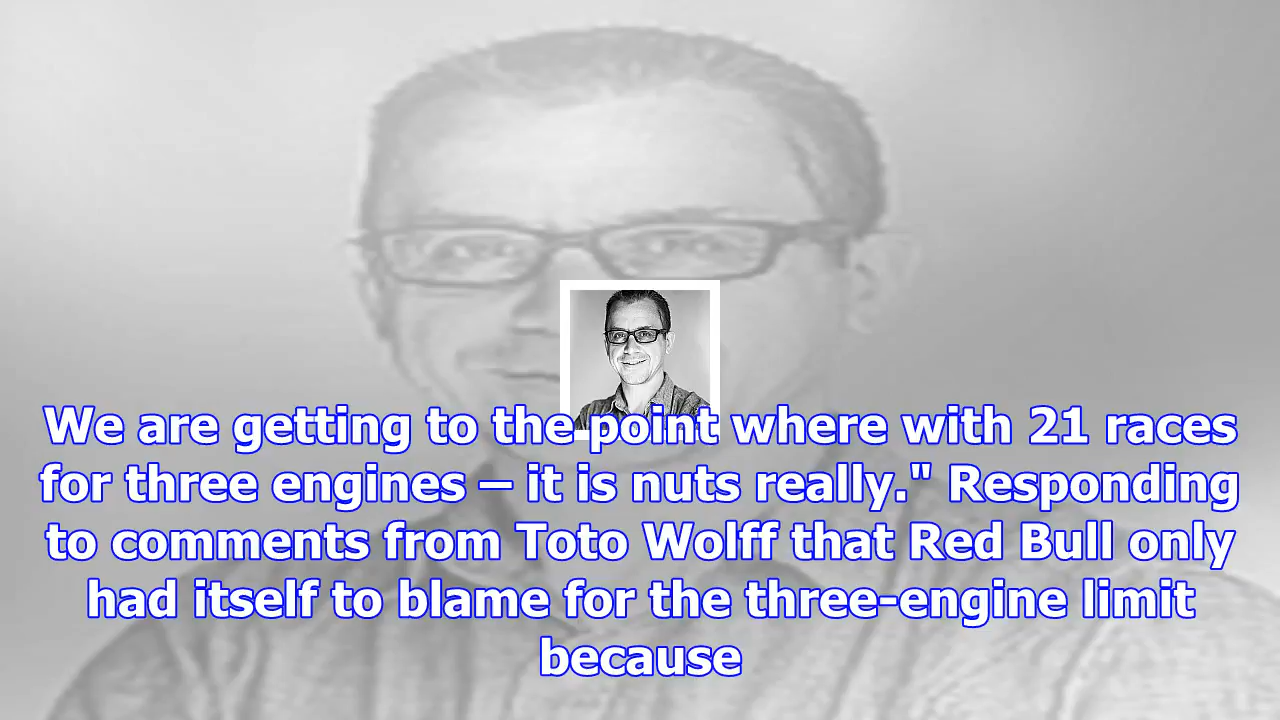 We are getting to the point where with 21 races
for three engines – it is nuts really." Responding
to comments from Toto Wolff that Red Bull only
had itself to blame for the three-engine limit
because